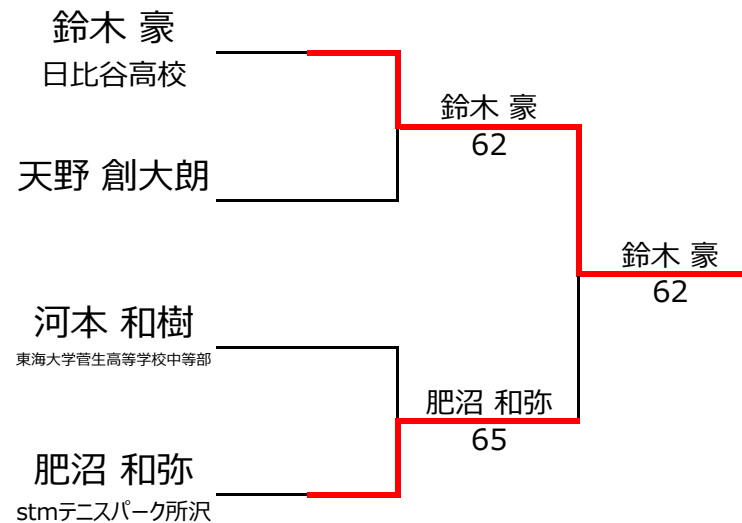 鈴木 豪
日比谷高校
天野 創大朗
河本 和樹
東海大学菅生高等学校中等部
肥沼 和弥
stmテニスパーク所沢
鈴木 豪
62
肥沼 和弥
65
鈴木 豪
62